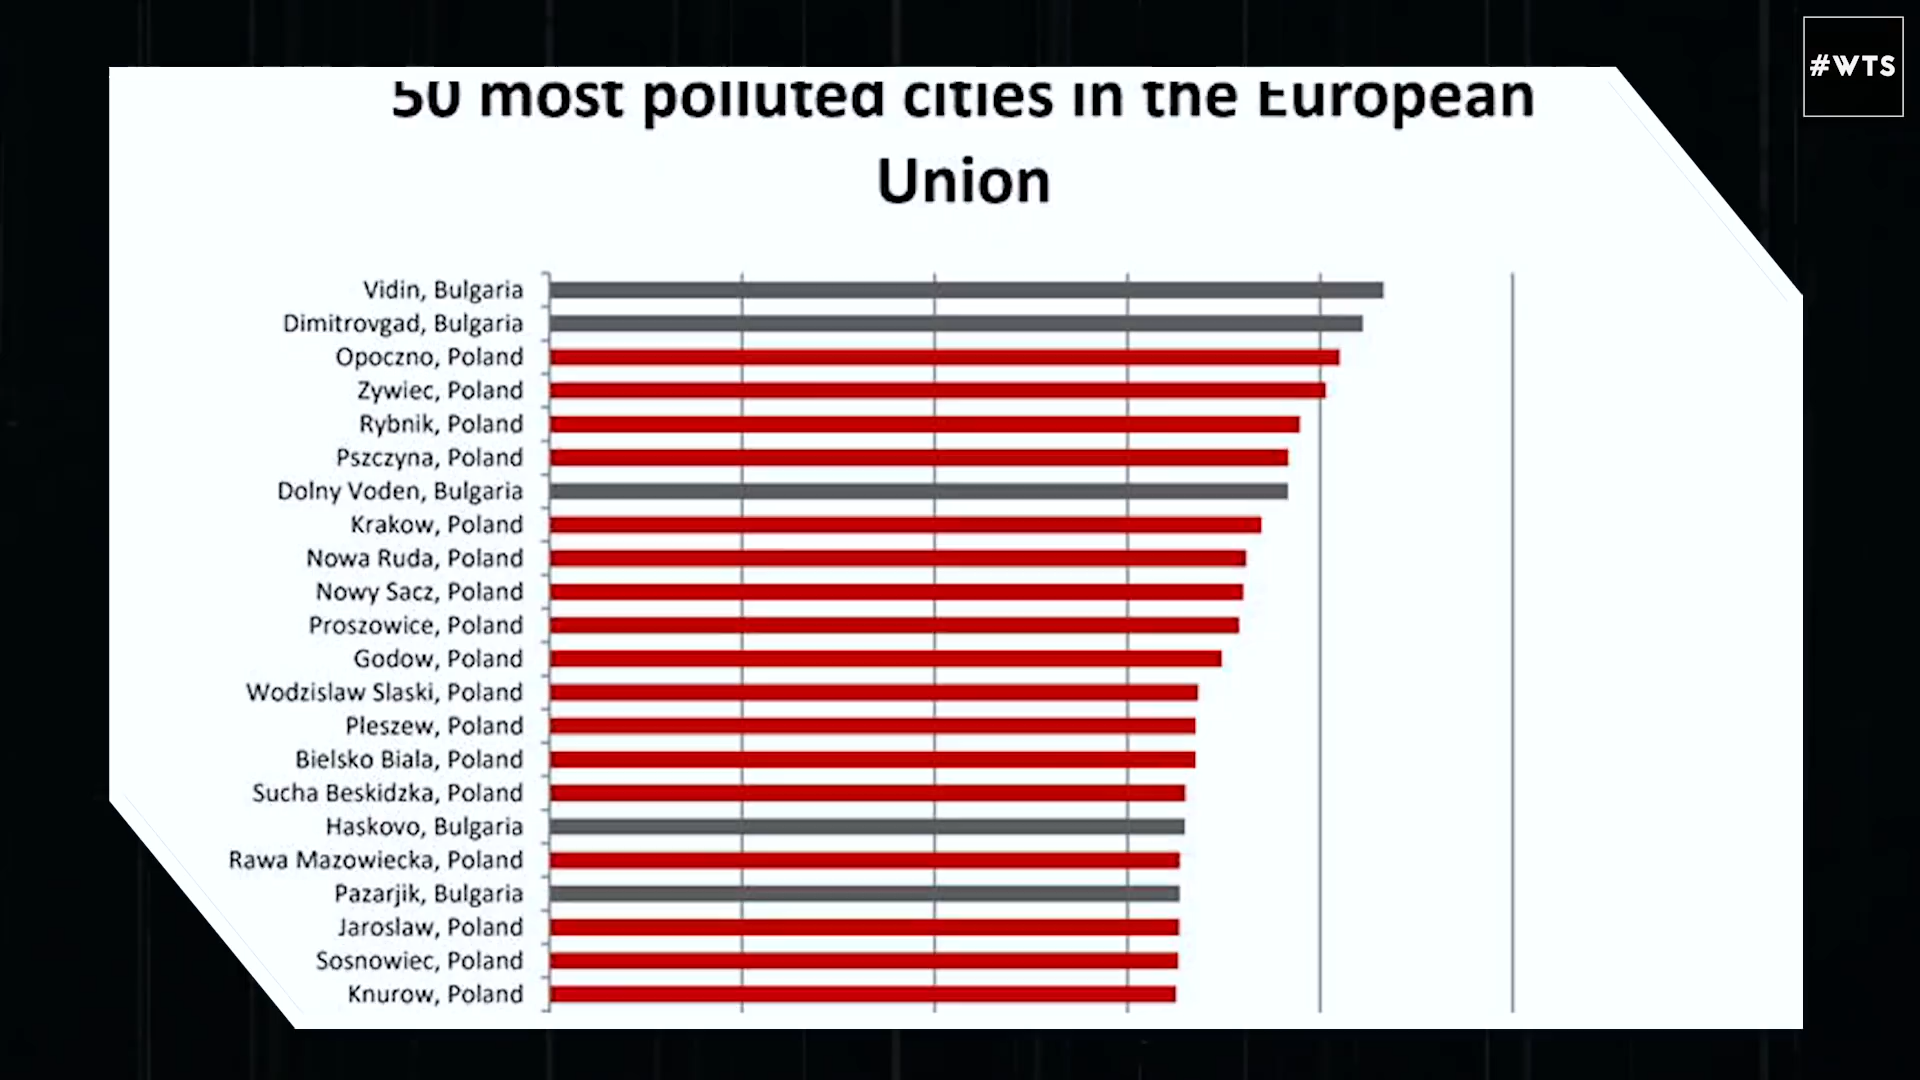 #WTS
50 most polluted cities in the European
Union
Vidin, Bulgaria
Dimitrovgad, Bulgaria
Opoczno, Poland
Zywiec, Poland
Rybnik, Poland
Pszczyna, Poland
Dolny Voden, Bulgaria
Krakow, Poland
Nowa Ruda, Poland
Nowy Sacz, Poland
Proszowice, Poland
Godow, Poland
Wodzislaw Slaski, Poland
Pleszew, Poland
Bielsko Biala, Poland
Sucha Beskidzka, Poland
Haskovo, Bulgaria
Rawa Mazowiecka, Poland
Pazarjik, Bulgaria
Jaroslaw, Poland
Sosnowiec, Poland
Knurow, Poland